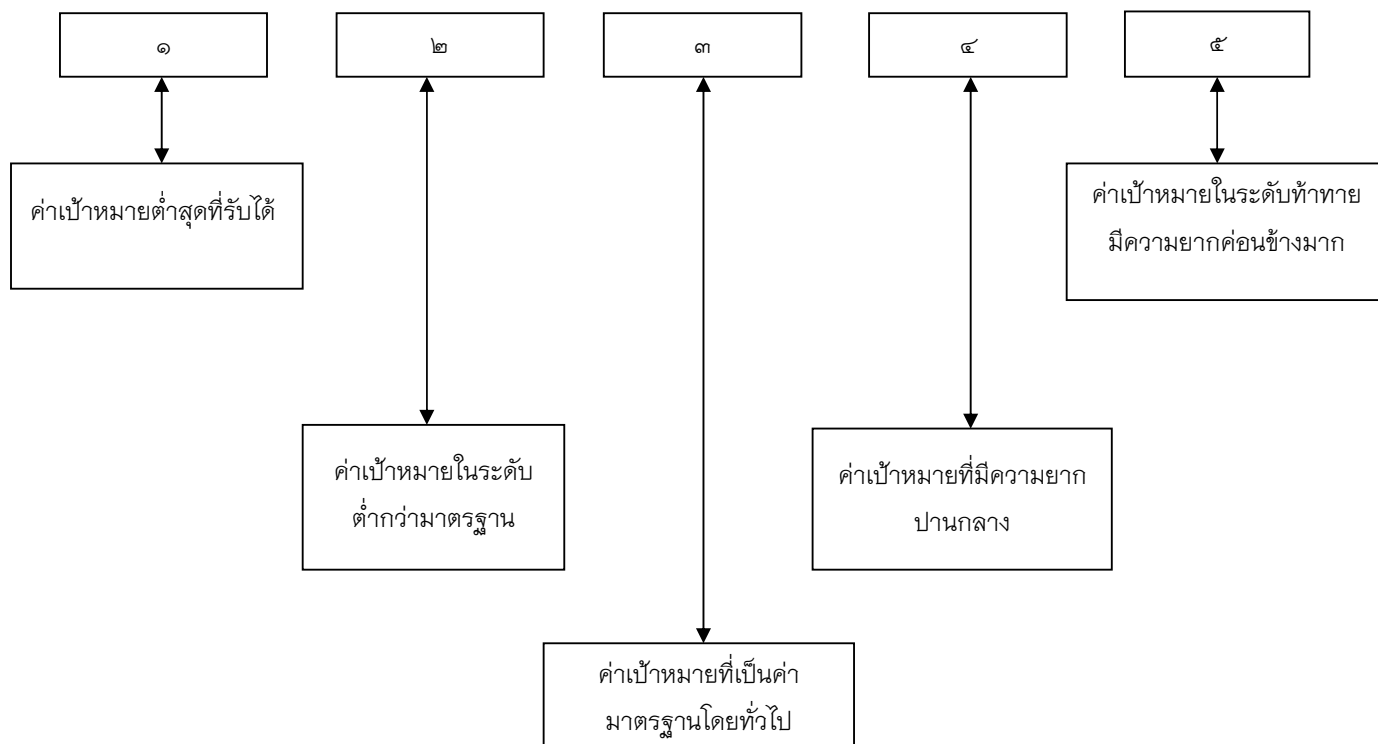 ๑
๒
๓
๔
๕
ค่าเป้าหมายต่ำสุดที่รับได้
ค่าเป้าหมายในระดับท้าทาย
มีความยากค่อนข้างมาก
ค่าเป้าหมายในระดับ
ต่ำกว่ามาตรฐาน
ค่าเป้าหมายที่มีความยาก
ปานกลาง
ค่าเป้าหมายที่เป็นค่า
มาตรฐานโดยทั่วไป